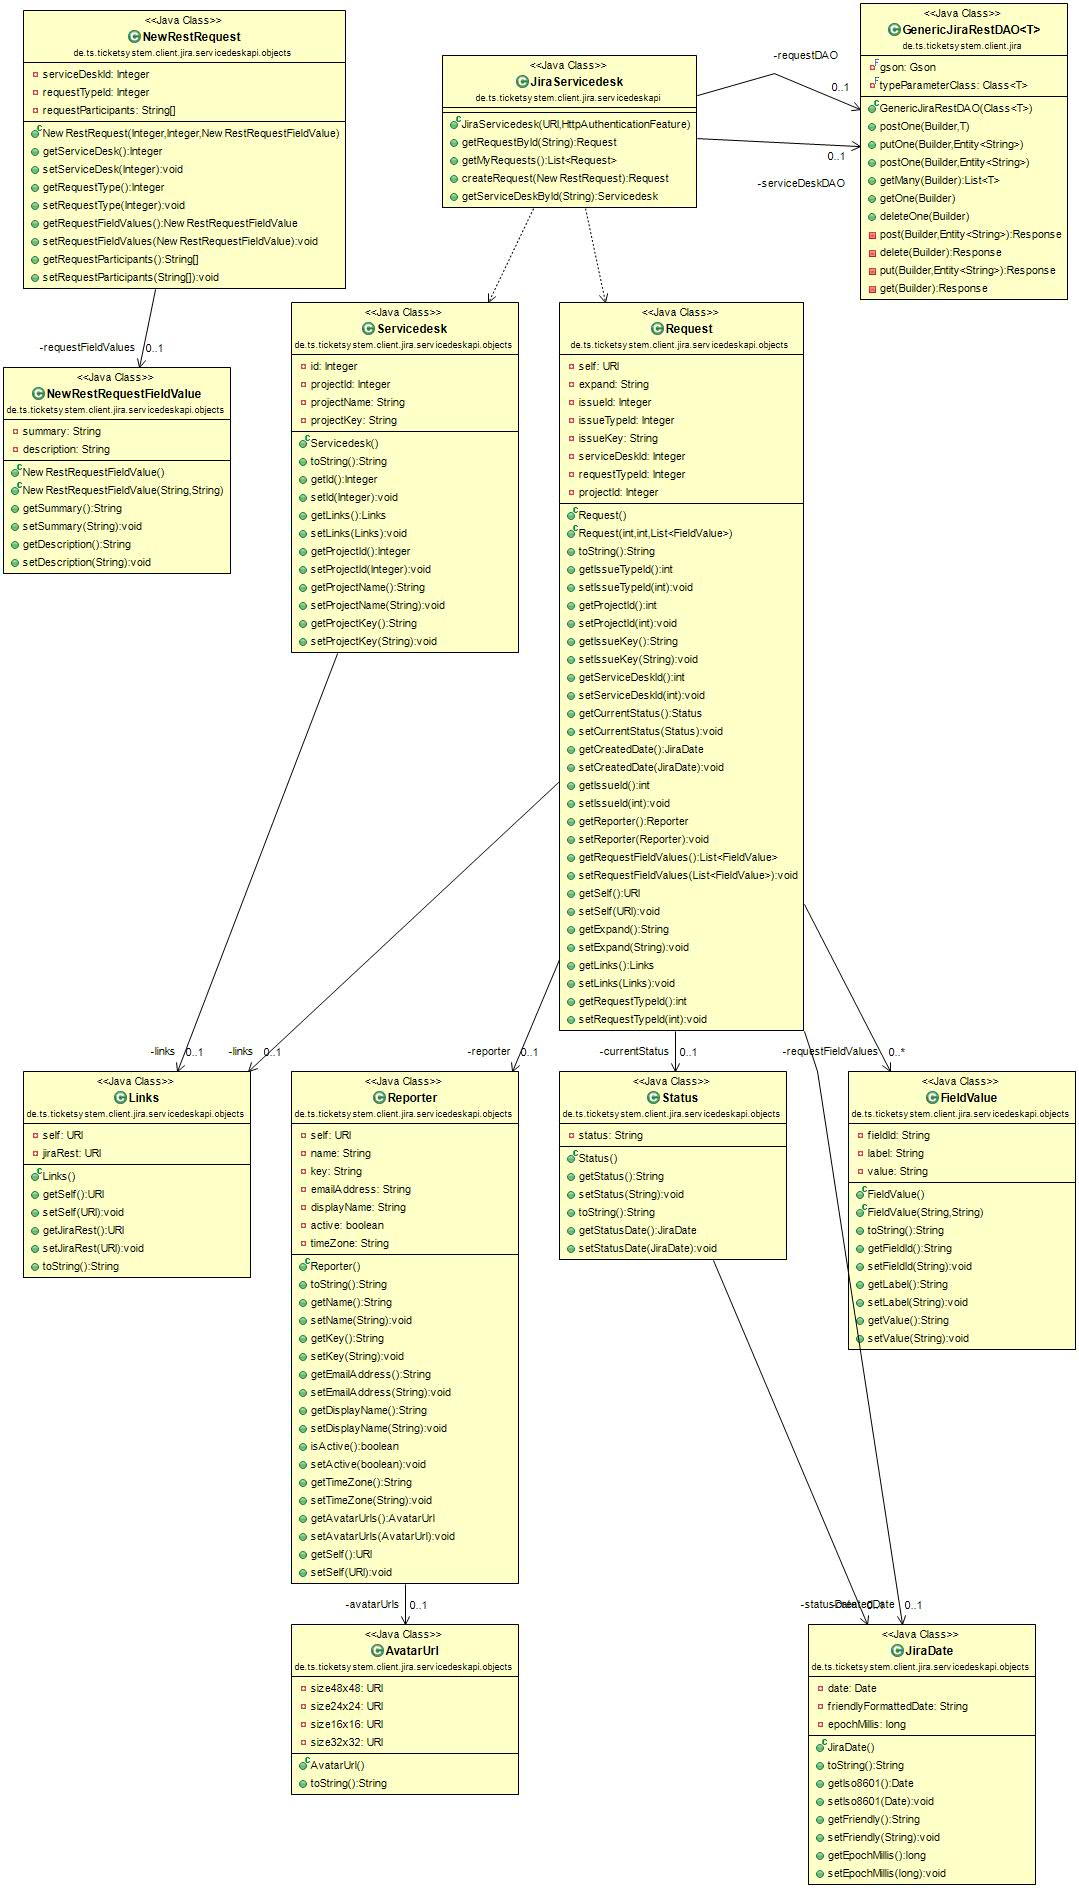 <<Java Class>>
NewRestRequest
de.ts.ticketsystem.client.jira.servicedeskapi.objects
serviceDeskId: Integer
requestTypeId: Integer
requestParticipants: String[]
NewRestRequest(Integer,Integer,NewRestRequestFieldValue)
getServiceDesk():Integer
setServiceDesk(Integer):void
getRequestType():Integer
setRequestType(Integer):void
getRequestFieldValues():NewRestRequestFieldValue
setRequestFieldValues(NewRestRequestFieldValue):void
getRequestParticipants():String[]
setRequestParticipants(String[]):void
<<Java Class>>
JiraServicedesk
de.ts.ticketsystem.client.jira.servicedeskapi
JiraServicedesk(URI,HttpAuthenticationFeature)
getRequestById(String):Request
getMyRequests():List<Request>
createRequest(NewRestRequest):Request
getServiceDeskById(String):Servicedesk
-requestDAO
0..1
0..1
-serviceDeskDAO
<<Java Class>>
GenericJiraRestDAO<T>
de.ts.ticketsystem.client.jira
gson: Gson
typeParameterClass: Class<T>
GenericJiraRestDAO(Class<T>)
postOne(Builder,T)
putOne(Builder,Entity<String>)
postOne(Builder,Entity<String>)
getMany(Builder):List<T>
getOne(Builder)
deleteOne(Builder)
post(Builder,Entity<String>):Response
delete(Builder):Response
put(Builder,Entity<String>):Response
get(Builder):Response
-requestFieldValues 0..1
<<Java Class>>
NewRestRequestFieldValue
de.ts.ticketsystem.client.jira.servicedeskapi.objects
summary: String
description: String
NewRestRequestFieldValue()
NewRestRequestFieldValue(String,String)
getSummary():String
setSummary(String):void
getDescription():String
setDescription(String):void
<<Java Class>>
Servicedesk
de.ts.ticketsystem.client.jira.servicedeskapi.objects
id: Integer
projectId: Integer
projectName: String
projectKey: String
Servicedesk()
toString():String
getId():Integer
setId(Integer):void
getLinks():Links
setLinks(Links):void
getProjectId():Integer
setProjectId(Integer):void
getProjectName():String
setProjectName(String):void
getProjectKey():String
setProjectKey(String):void
<<Java Class>>
Request
de.ts.ticketsystem.client.jira.servicedeskapi.objects
self: URI
expand: String
issueId: Integer
issueTypeId: Integer
issueKey: String
serviceDeskId: Integer
requestTypeId: Integer
projectId: Integer
Request()
Request(int,int,List<FieldValue>)
toString():String
getIssueTypeId():int
setIssueTypeId(int):void
getProjectId():int
setProjectId(int):void
getIssueKey():String
setIssueKey(String):void
getServiceDeskId():int
setServiceDeskId(int):void
getCurrentStatus():Status
setCurrentStatus(Status):void
getCreatedDate():JiraDate
setCreatedDate(JiraDate):void
getIssueId():int
setIssueId(int):void
getReporter():Reporter
setReporter(Reporter):void
getRequestFieldValues():List<FieldValue>
setRequestFieldValues(List<FieldValue>):void
getSelf():URI
setSelf(URI):void
getExpand():String
setExpand(String):void
getLinks():Links
setLinks(Links):void
getRequestTypeId():int
setRequestTypeId(int):void
-links 0..1
-links 0..1
-reporter 0..1
-currentStatus 0..1
-requestFieldValues 0..*
<<Java Class>>
Links
de.ts.ticketsystem.client.jira.servicedeskapi.objects
self: URI
jiraRest: URI
Links()
getSelf():URI
setSelf(URI):void
getJiraRest():URI
setJiraRest(URI):void
toString():String
<<Java Class>>
Reporter
de.ts.ticketsystem.client.jira.servicedeskapi.objects
self: URI
name: String
key: String
emailAddress: String
displayName: String
active: boolean
timeZone: String
Reporter()
toString():String
getName():String
setName(String):void
getKey():String
setKey(String):void
getEmailAddress():String
setEmailAddress(String):void
getDisplayName():String
setDisplayName(String):void
isActive():boolean
setActive(boolean):void
getTimeZone():String
setTimeZone(String):void
getAvatarUrls():AvatarUrl
setAvatarUrls(AvatarUrl):void
getSelf():URI
setSelf(URI):void
<<Java Class>>
Status
de.ts.ticketsystem.client.jira.servicedeskapi.objects
status: String
Status()
getStatus():String
setStatus(String):void
toString():String
getStatusDate():JiraDate
setStatusDate(JiraDate):void
<<Java Class>>
FieldValue
de.ts.ticketsystem.client.jira.servicedeskapi.objects
fieldId: String
label: String
value: String
FieldValue()
FieldValue(String,String)
toString():String
getFieldId():String
setFieldId(String):void
getLabel():String
setLabel(String):void
getValue():String
setValue(String):void
-avatarUrls 0..1
0..1
<<Java Class>>
AvatarUrl
de.ts.ticketsystem.client.jira.servicedeskapi.objects
size48x48: URI
size24x24: URI
size16x16: URI
size32x32: URI
AvatarUrl()
toString():String
<<Java Class>>
JiraDate
de.ts.ticketsystem.client.jira.servicedeskapi.objects
date: Date
friendlyFormattedDate: String
epochMillis: long
JiraDate()
toString():String
getIso8601():Date
setIso8601(Date):void
getFriendly():String
setFriendly(String):void
getEpochMillis():long
setEpochMillis(long):void